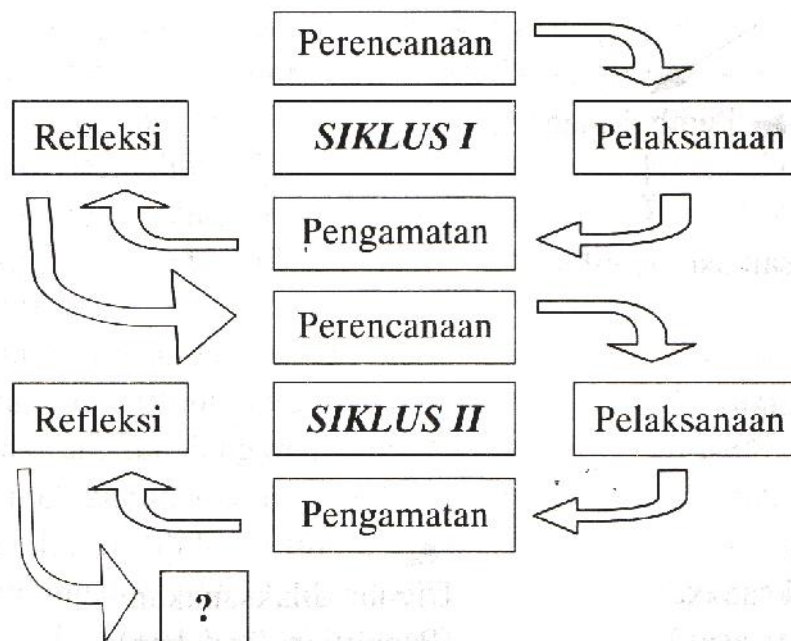 Perencanaan
Refleksi
SIKLUS I
Pelaksanaan
Pengamatan
Perencanaan
Refleksi
SIKLUS II
Pelaksanaan
Pengamatan
?